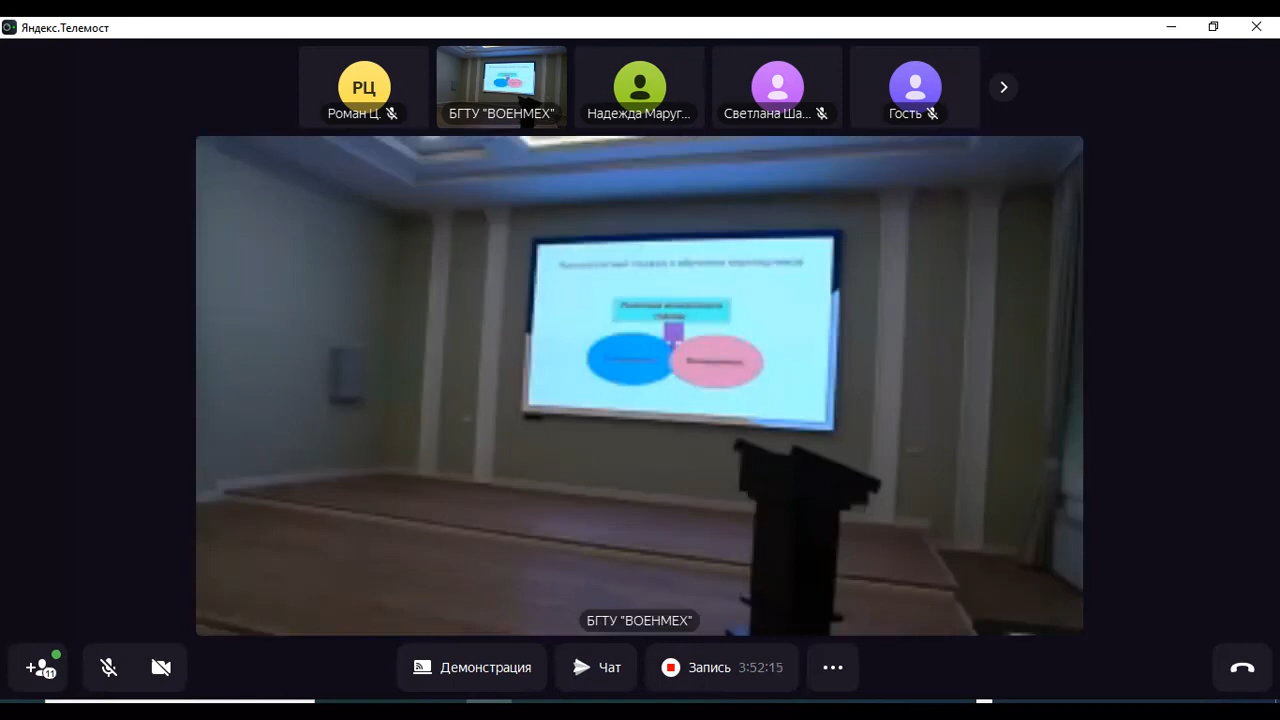 Яндекс.Телемост
РЦ
Роман Ц.
БГТУ "ВОЕНМЕХ"
Надежда Маруг...
Светлана Ша...
Гость
БГТУ "ВОЕНМЕХ"
11
Демонстрация
Чат
Запись 3:52:15